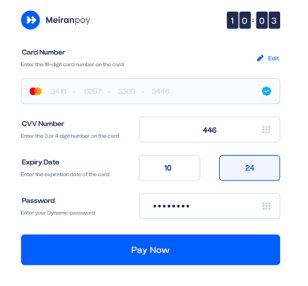 Meiranpay
1 0 : 0 3
Card Number
Enter the 16-digit card number on the card
Edit
3416 - 6257 - 3365 - 3446
CVV Number
Enter the 3 or 4 digit number on the card
446
Expiry Date
Enter the expiration date of the card
10
24
Password
Enter your Dynamic password
••••••••
Pay Now